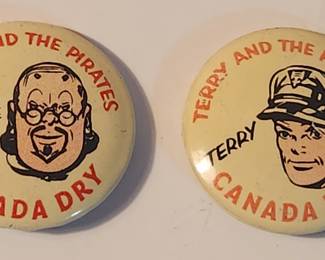 AND THE PIRATES
CANADA DRY
TERRY AND THE
TERRY
CANADA